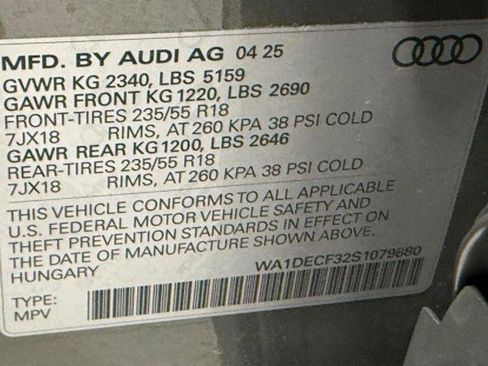 MFD. BY AUDI AG 04 25
GVWR KG 2340, LBS 5159
GAWR FRONT KG 1220, LBS 2690
FRONT-TIRES 235/55 R18
7JX18 RIMS, AT 260 KPA 38 PSI COLD
GAWR REAR KG 1200, LBS 2646
REAR-TIRES 235/55 R18
7JX18 RIMS, AT 260 KPA 38 PSI COLD
THIS VEHICLE CONFORMS TO ALL APPLICABLE
U.S. FEDERAL MOTOR VEHICLE SAFETY AND
THEFT PREVENTION STANDARDS IN EFFECT ON
THE DATE OF MANUFACTURE SHOWN ABOVE.
HUNGARY
WA1DECF32S1079880
TYPE:
MPV